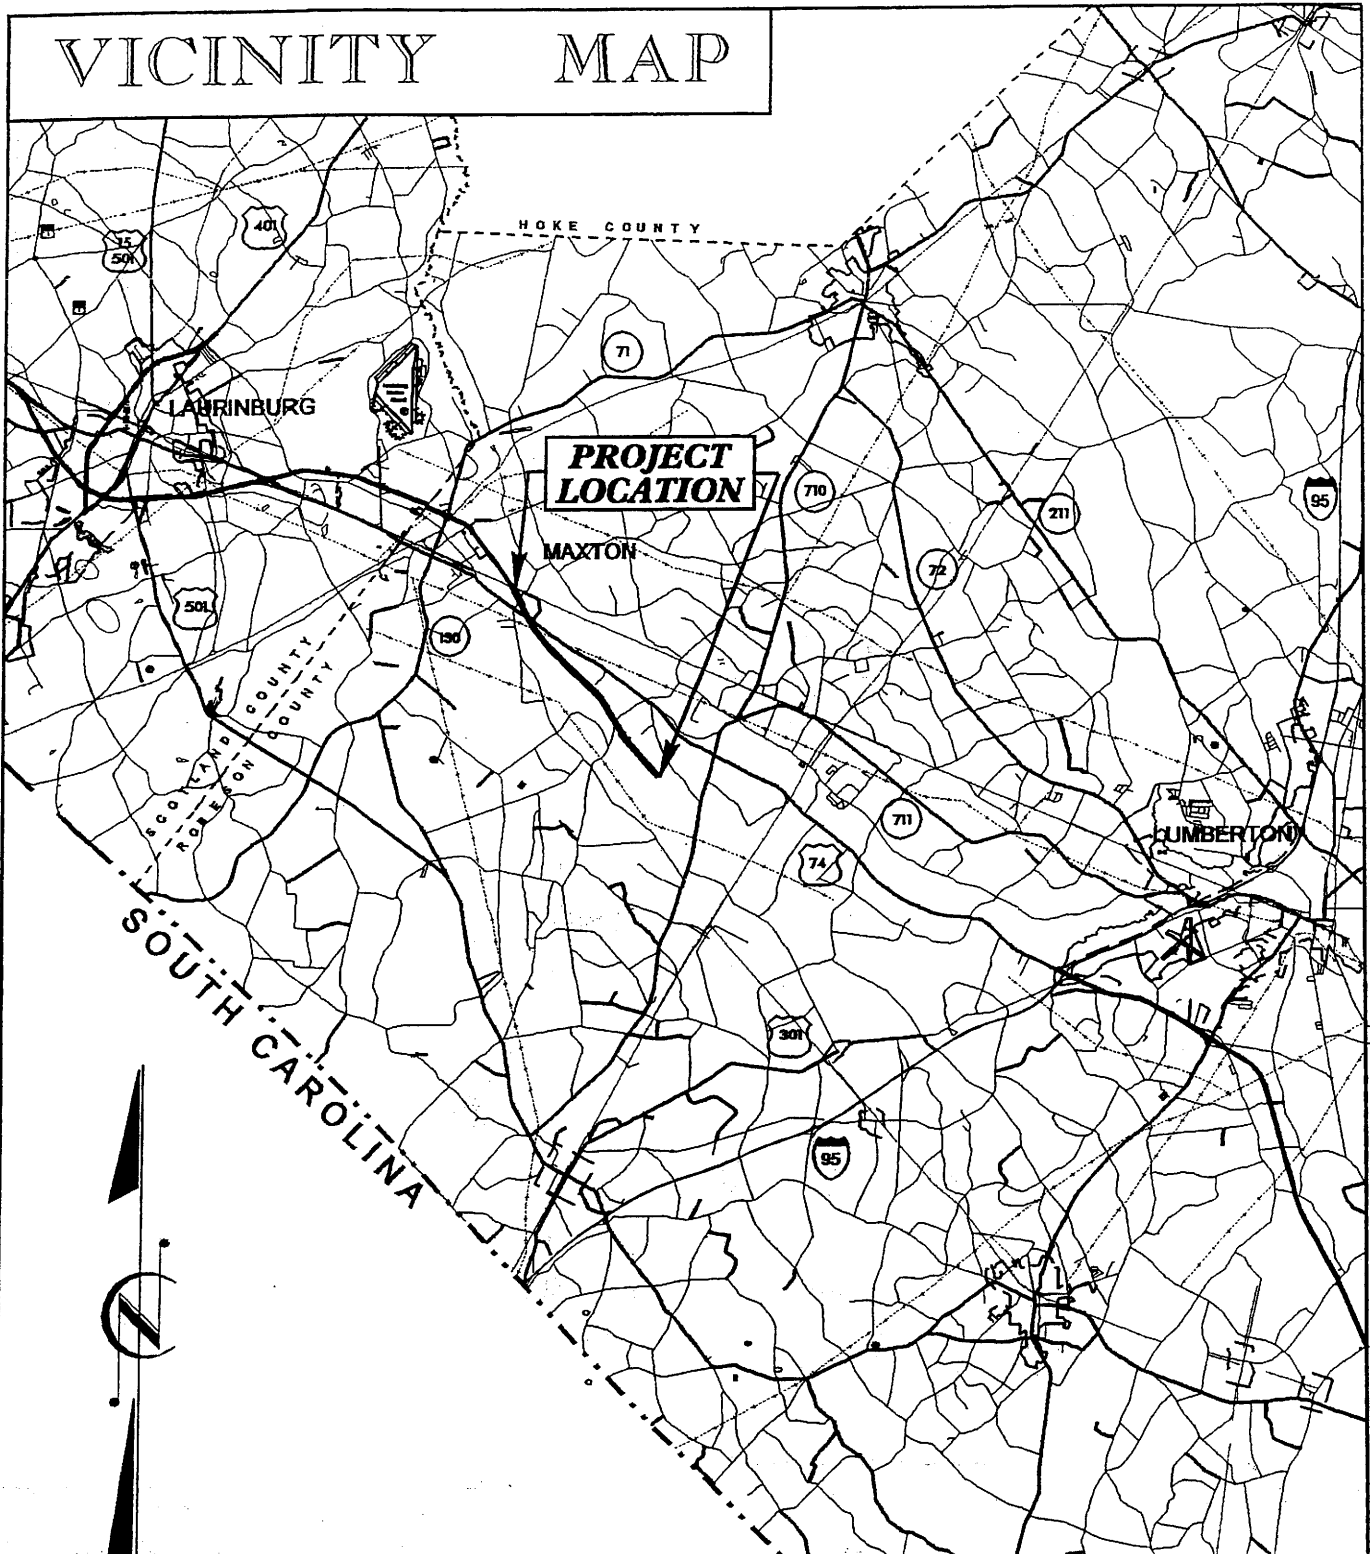 VICINITY MAP
HOKE COUNTY
401
15
501
71
LAURINBURG
PROJECT
LOCATION
710
95
211
MAXTON
72
501
130
SCOTLAND COUNTY
ROBESON COUNTY
711
LUMBERTON
74
SOUTH CAROLINA
301
95
N